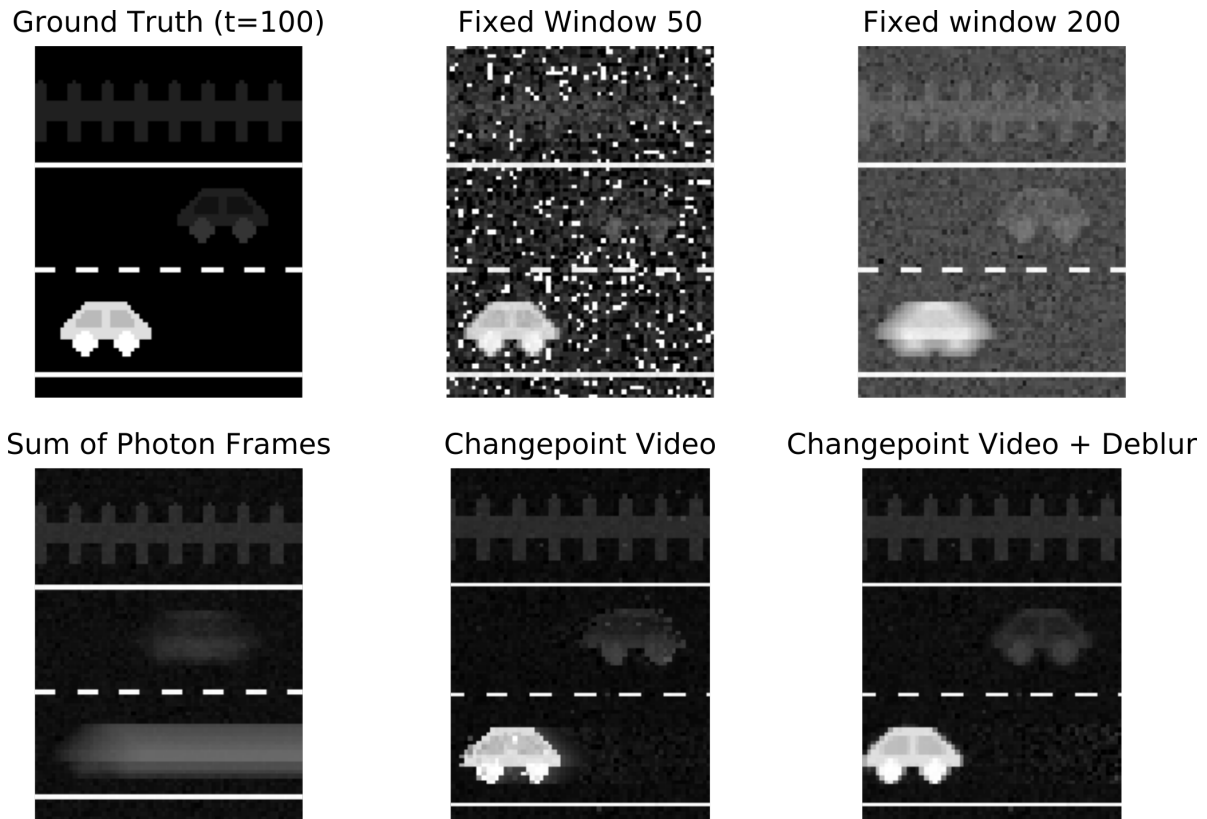 Ground Truth (t=100)
Fixed Window 50
Fixed window 200
Sum of Photon Frames
Changepoint Video
Changepoint Video + Deblur